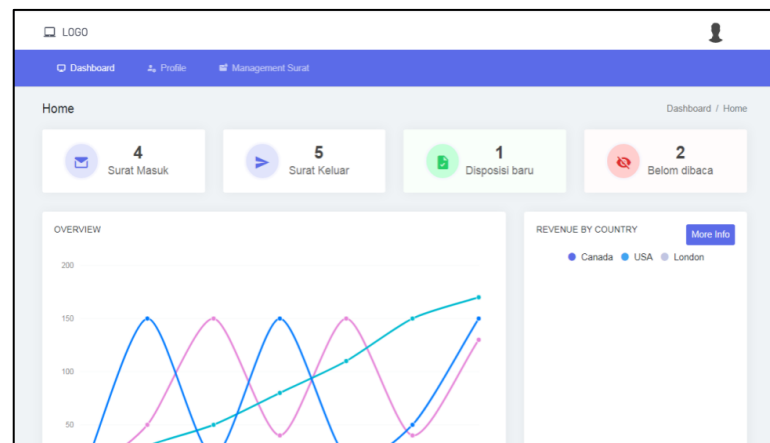 LOGO
Dashboard Profile Management Surat
Home
Dashboard / Home
4
Surat Masuk
5
Surat Keluar
1
Disposisi baru
2
Belom dibaca
OVERVIEW
200
150
100
50
REVENUE BY COUNTRY
More Info
Canada USA London